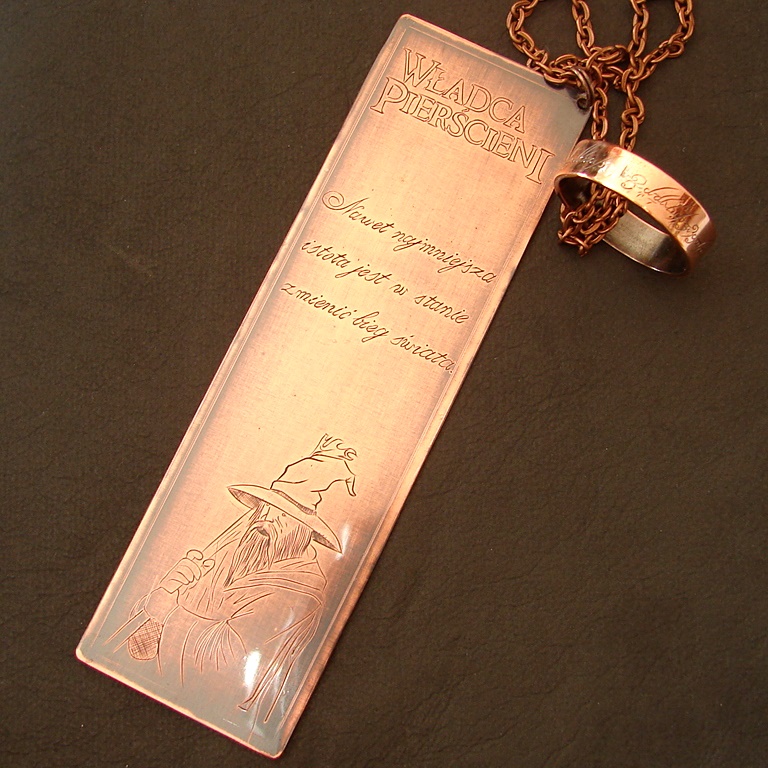 WŁADCA
PIERŚCIENI
Nawet najmniejsza
istota jest w stanie
zmienić bieg świata.